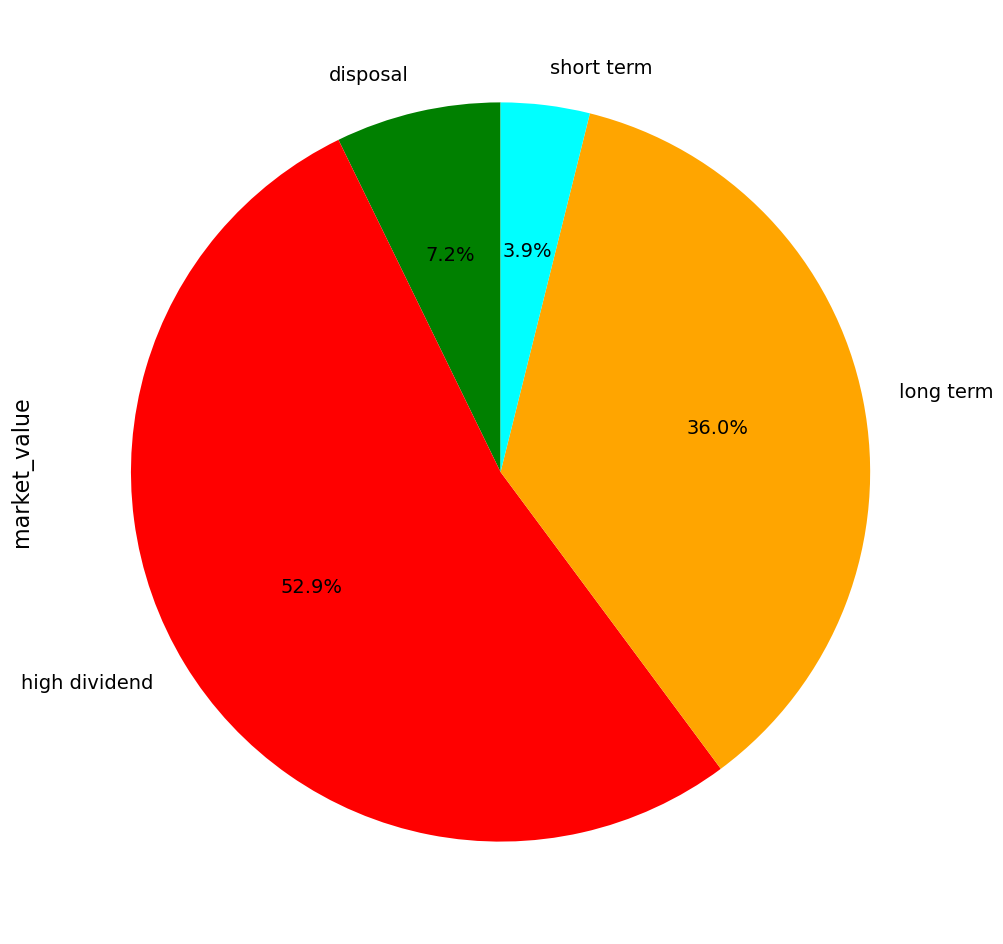 short term
disposal
3.9%
7.2%
long term
36.0%
market_value
52.9%
high dividend